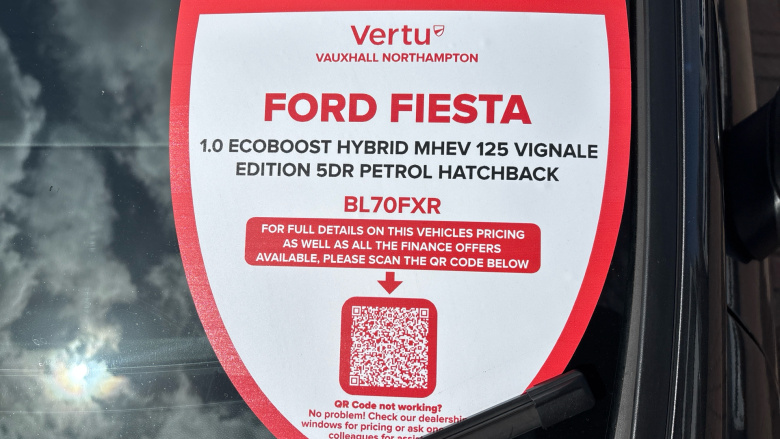 Vertu
VAUXHALL NORTHAMPTON
FORD FIESTA
1.0 ECOBOOST HYBRID MHEV 125 VIGNALE
EDITION 5DR PETROL HATCHBACK
BL70FXR
FOR FULL DETAILS ON THIS VEHICLES PRICING
AS WELL AS ALL THE FINANCE OFFERS
AVAILABLE, PLEASE SCAN THE QR CODE BELOW
QR Code not working?
No problem! Check our
windows for pricing or ask
colleagues for